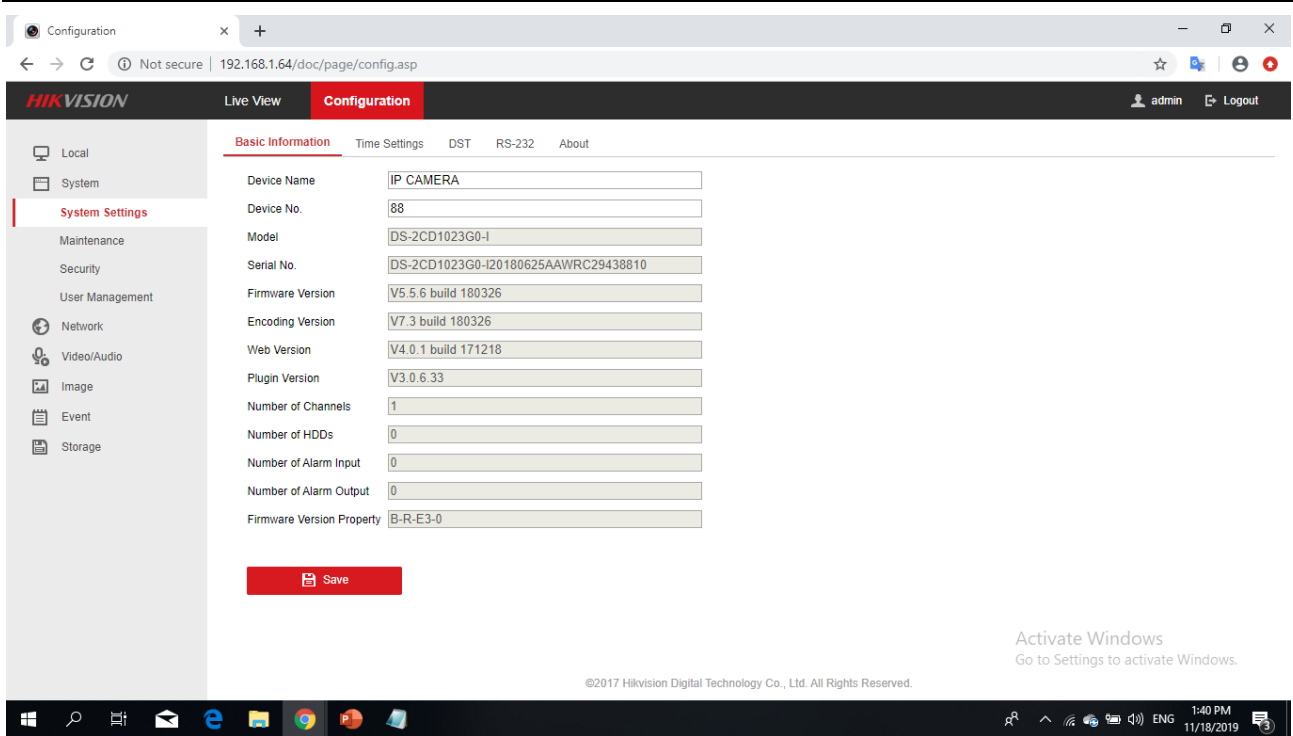 Configuration
Not secure | 192.168.1.64/doc/page/config.asp
HIKVISION Live View Configuration admin Logout
Basic Information Time Settings DST RS-232 About
Local
System
System Settings
Maintenance
Security
User Management
Network
Video/Audio
Image
Event
Storage
Device Name IP CAMERA
Device No. 88
Model DS-2CD1023G0-I
Serial No. DS-2CD1023G0-I20180625AAWRC29438810
Firmware Version V5.5.6 build 180326
Encoding Version V7.3 build 180326
Web Version V4.0.1 build 171218
Plugin Version V3.0.6.33
Number of Channels 1
Number of HDDs 0
Number of Alarm Input 0
Number of Alarm Output 0
Firmware Version Property B-R-E3-0
Save
Activate Windows
Go to Settings to activate Windows.
©2017 Hikvision Digital Technology Co., Ltd. All Rights Reserved.
ENG 1:40 PM
11/18/2019 3